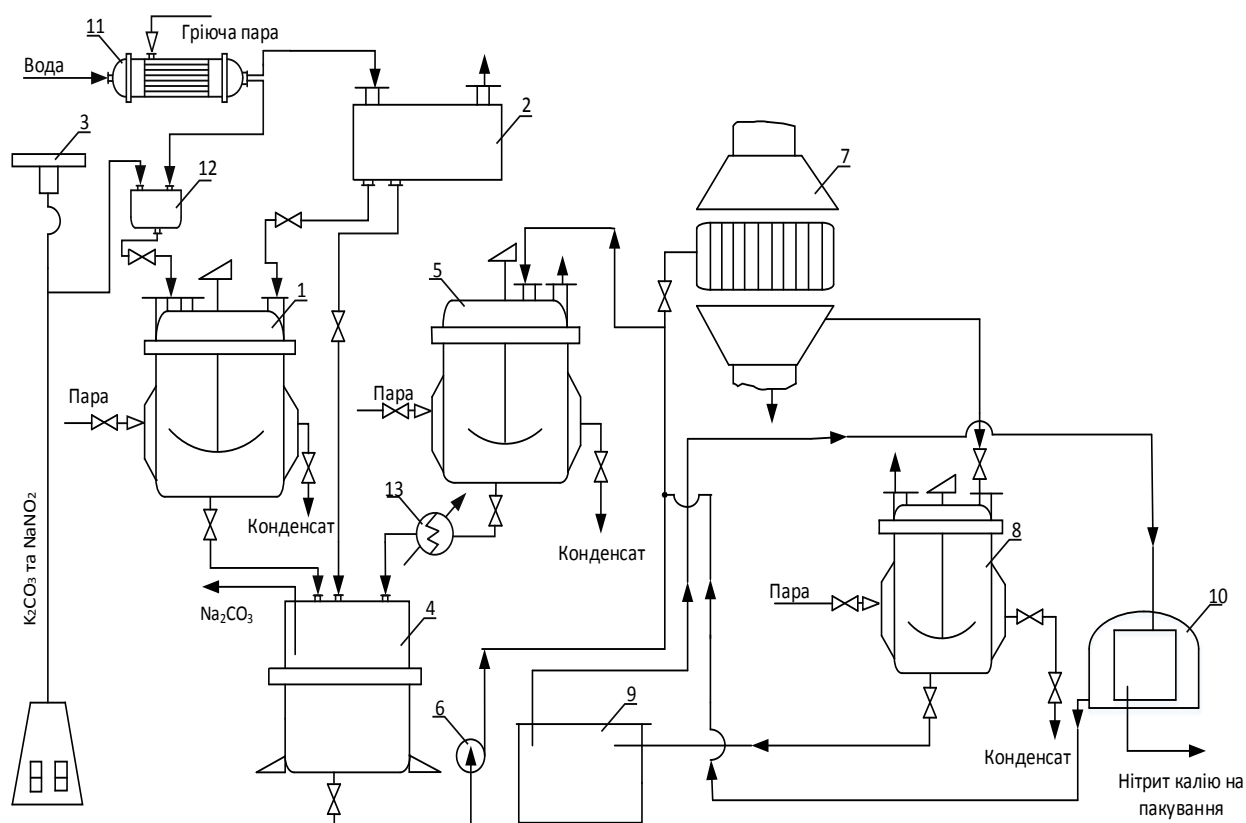 11
Гріюча пара
Вода
3
2
12
7
1
5
Пара
Пара
13
Конденсат
Конденсат
8
K₂CO₃ та NaNO₂
Na₂CO₃
4
Пара
10
6
9
Конденсат
Нітрит калію на
пакування